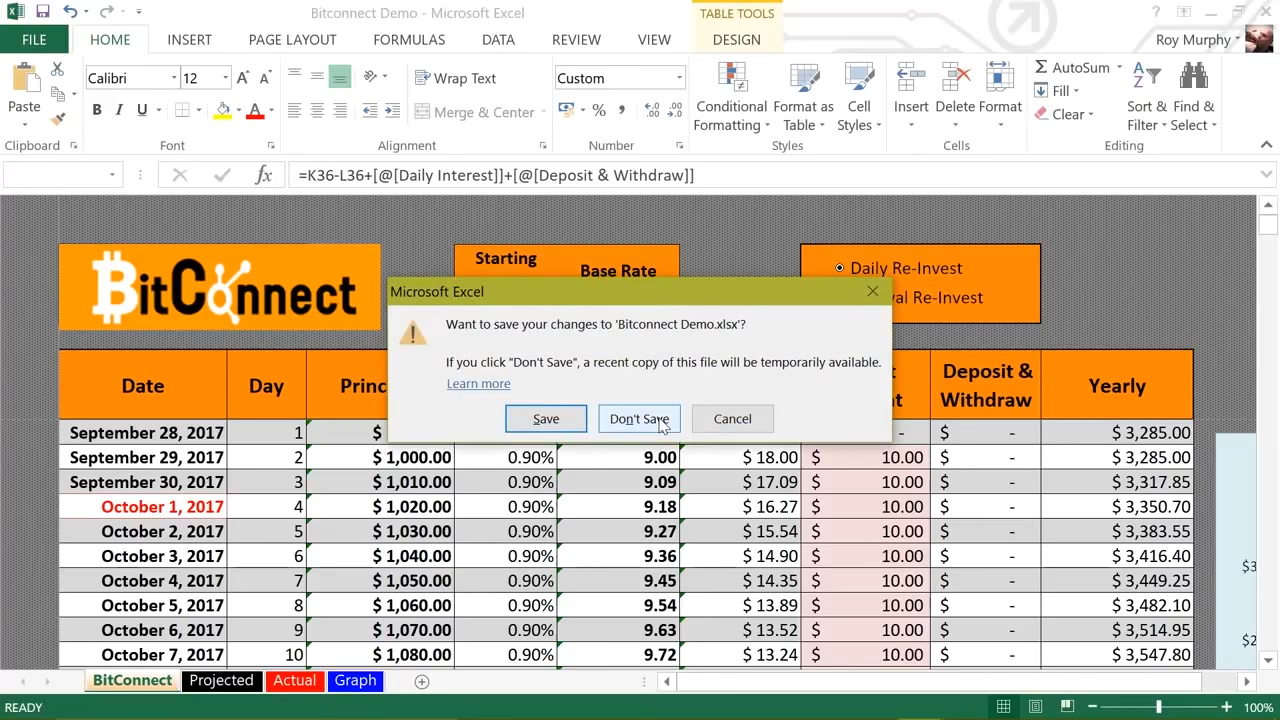 Bitconnect Demo - Microsoft Excel
TABLE TOOLS
?
FILE HOME INSERT PAGE LAYOUT FORMULAS DATA REVIEW VIEW DESIGN Roy Murphy
Calibri 12 Wrap Text Custom AutoSum
Paste B I U Merge & Center $ % Conditional Formatting Format as Table Cell Styles Insert Delete Format Fill Clear Sort & Filter Find & Select
Clipboard Font Alignment Number Styles Cells Editing
fx =K36-L36+[@[Daily Interest]]+[@[Deposit & Withdraw]]
BitConnect
Starting
Base Rate
Daily Re-Invest
val Re-Invest
Microsoft Excel
Want to save your changes to 'Bitconnect Demo.xlsx'?
If you click "Don't Save", a recent copy of this file will be temporarily available.
Learn more
Save Don't Save Cancel
Date Day Princ t nt Deposit & Withdraw Yearly
September 28, 2017 1 $ - $ - $ 3,285.00
September 29, 2017 2 $ 1,000.00 0.90% 9.00 $ 18.00 $ 10.00 $ - $ 3,285.00
September 30, 2017 3 $ 1,010.00 0.90% 9.09 $ 17.09 $ 10.00 $ - $ 3,317.85
October 1, 2017 4 $ 1,020.00 0.90% 9.18 $ 16.27 $ 10.00 $ - $ 3,350.70
October 2, 2017 5 $ 1,030.00 0.90% 9.27 $ 15.54 $ 10.00 $ - $ 3,383.55
October 3, 2017 6 $ 1,040.00 0.90% 9.36 $ 14.90 $ 10.00 $ - $ 3,416.40
October 4, 2017 7 $ 1,050.00 0.90% 9.45 $ 14.35 $ 10.00 $ - $ 3,449.25
October 5, 2017 8 $ 1,060.00 0.90% 9.54 $ 13.89 $ 10.00 $ - $ 3,482.10
October 6, 2017 9 $ 1,070.00 0.90% 9.63 $ 13.52 $ 10.00 $ - $ 3,514.95
October 7, 2017 10 $ 1,080.00 0.90% 9.72 $ 13.24 $ 10.00 $ - $ 3,547.80
$3
$2
BitConnect Projected Actual Graph
READY 100%